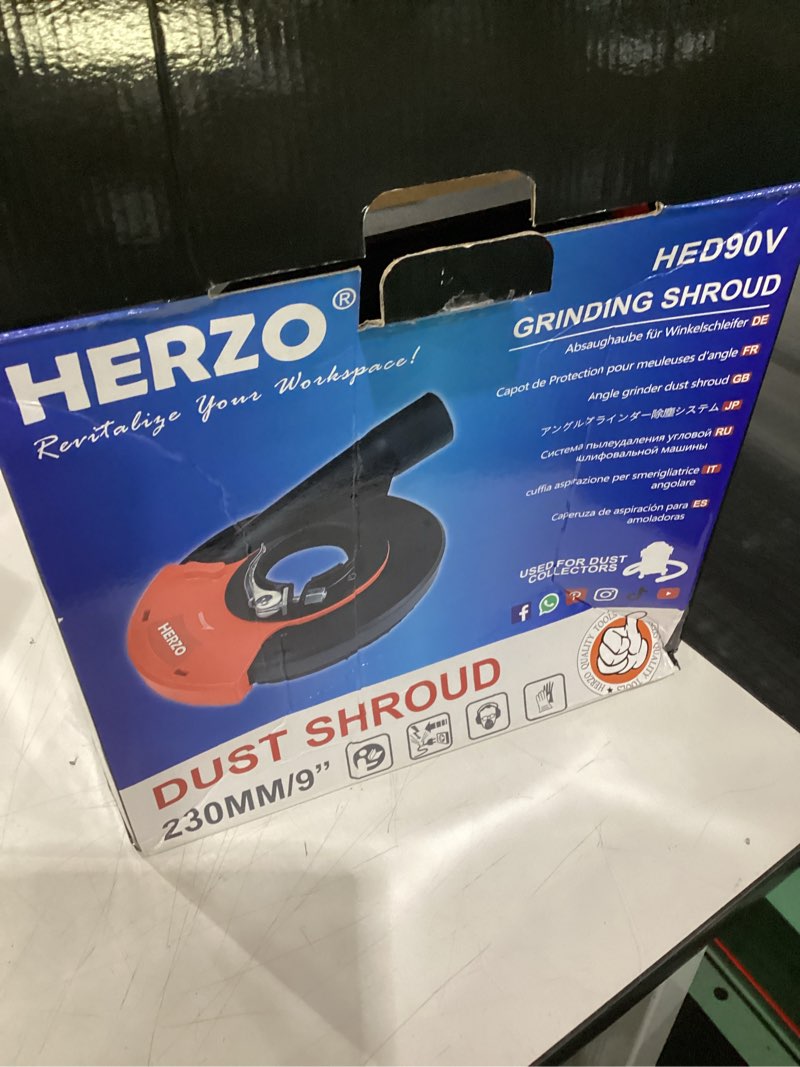 HERZO®
Revitalize Your Workspace!
HED90V
GRINDING SHROUD
Absaughaube für Winkelschleifer DE
Capot de Protection pour meuleuses d'angle FR
Angle grinder dust shroud GB
アングルグラインダー除塵システム JP
Система пылеудаления угловой RU
шлифовальной машины
cuffia aspirazione per smerigliatrice IT
angolare
Caperuza de aspiración para ES
amoladoras
USED FOR DUST
COLLECTORS
HERZO
HERZO QUALITY TOOLS
DUST SHROUD
230MM/9”